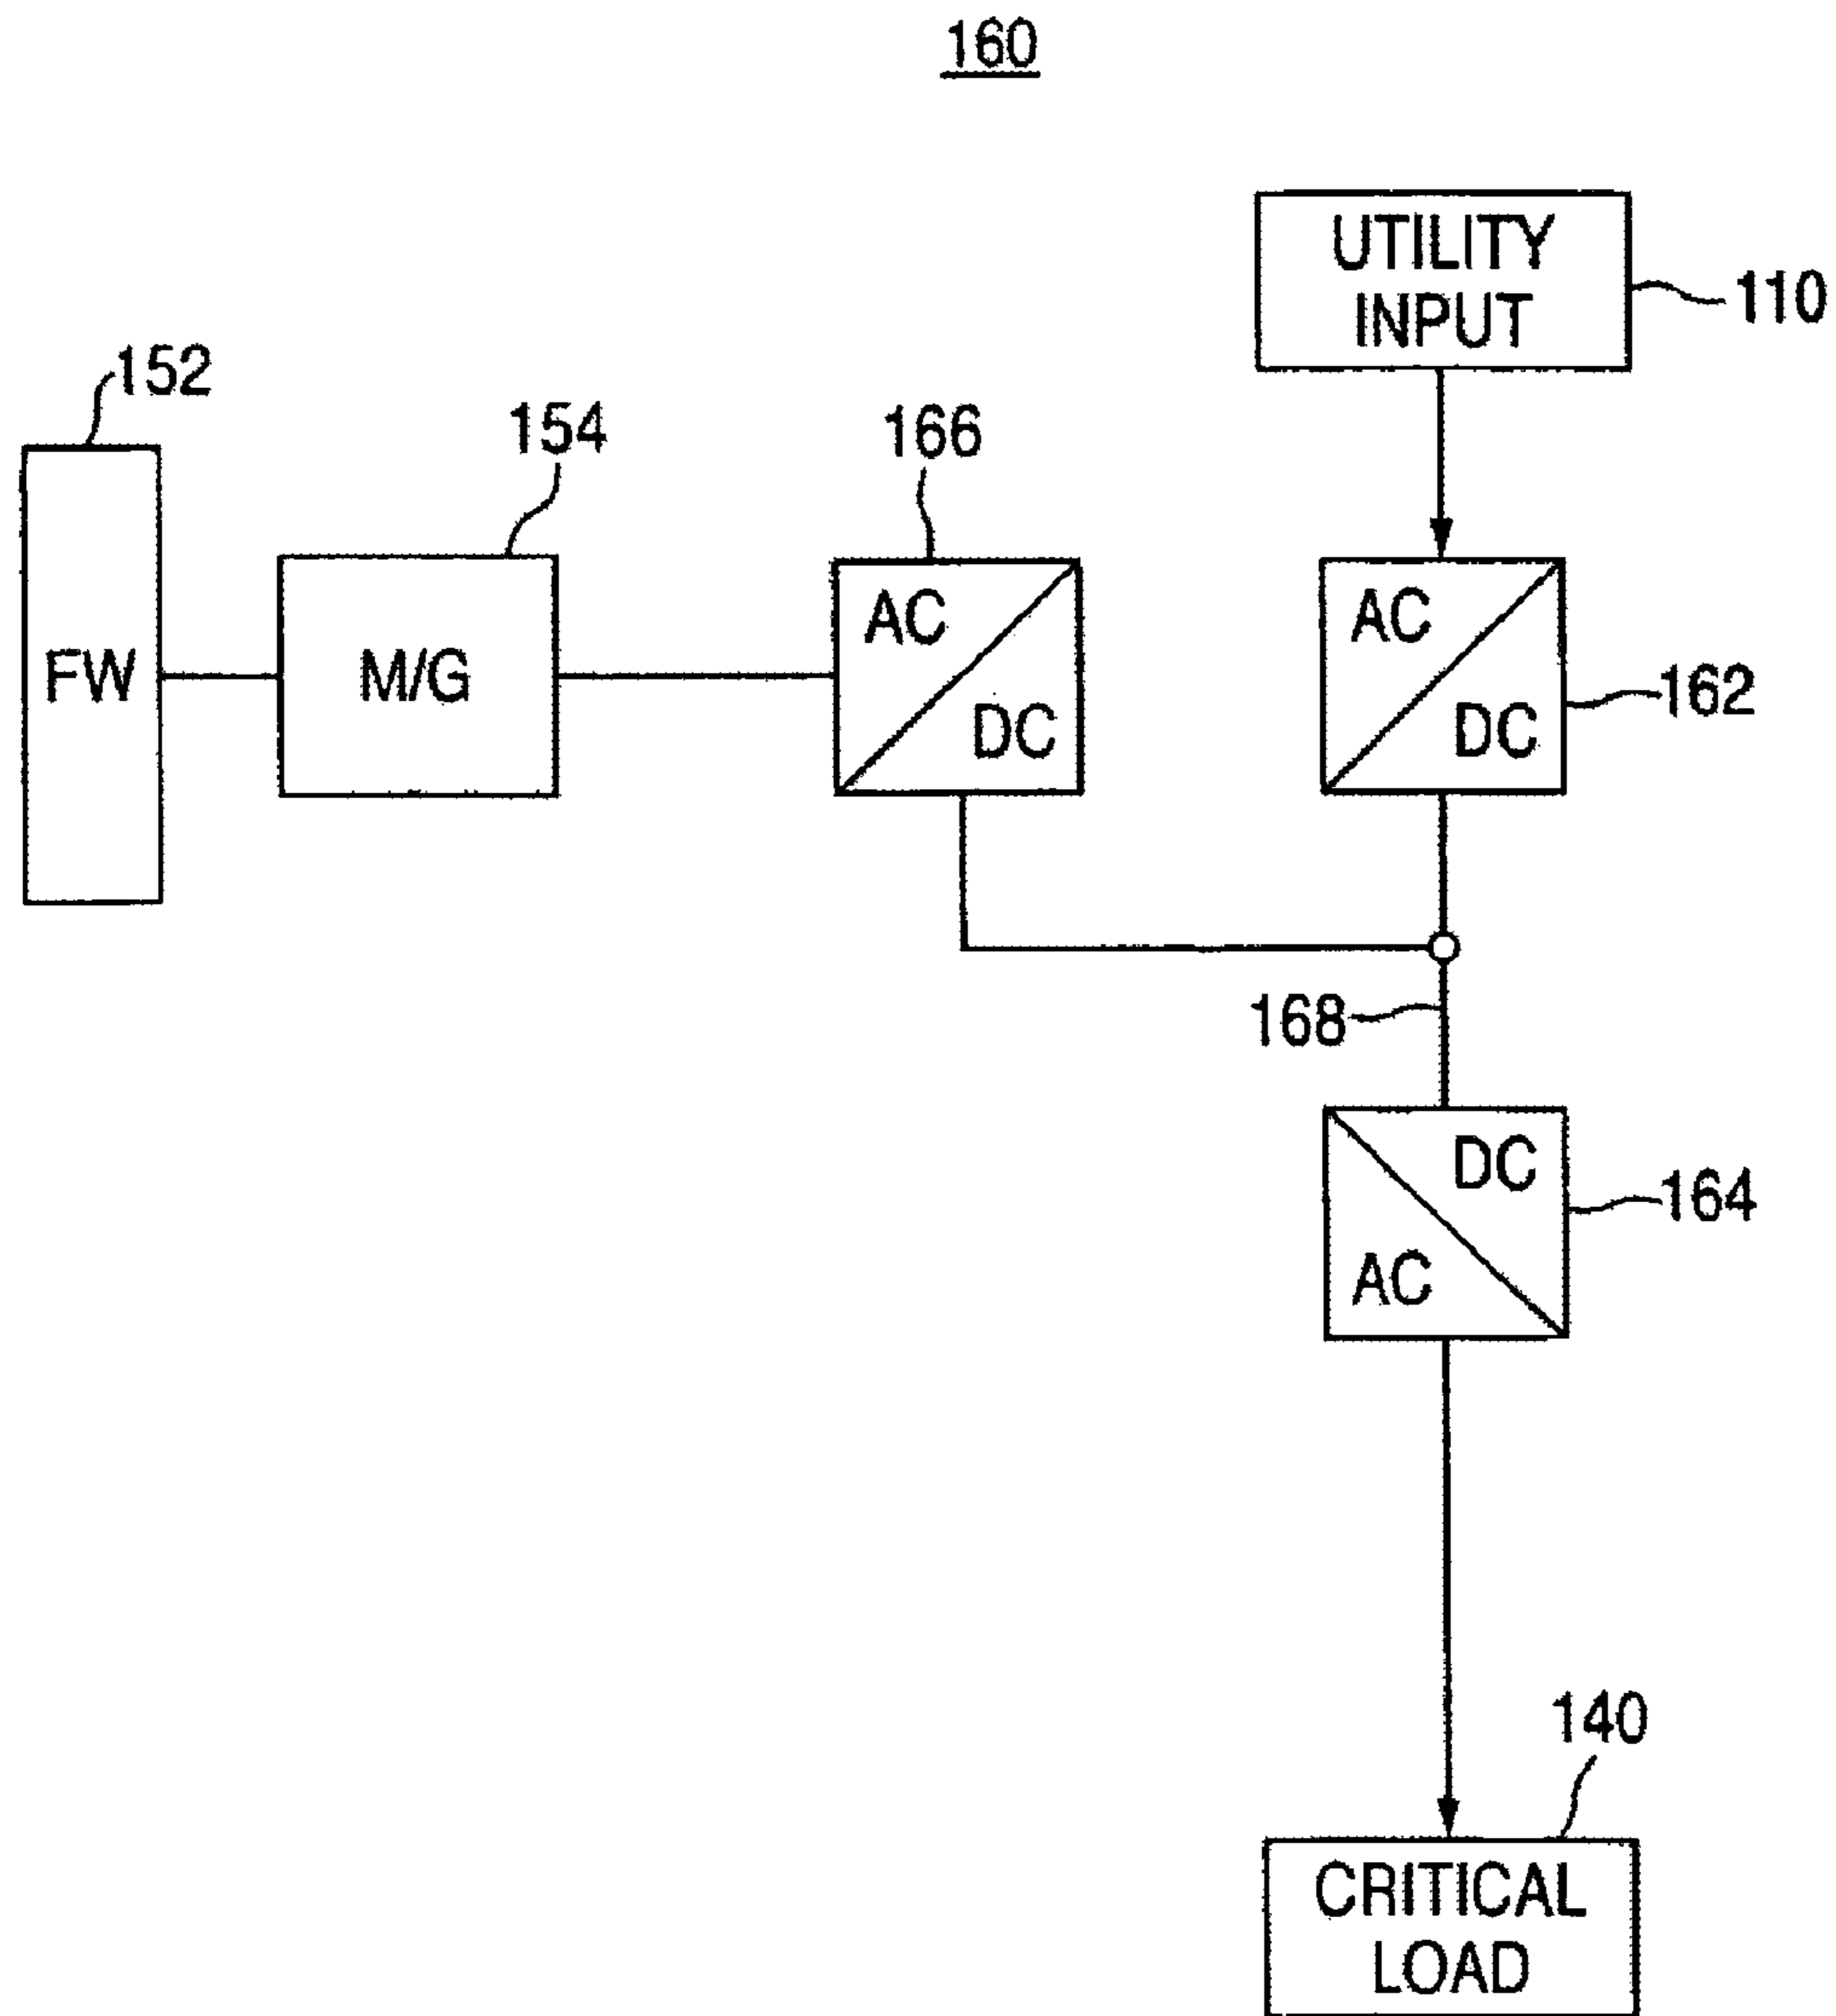 160
UTILITY
INPUT
110
152
154
166
FW
M/G
AC
DC
AC
DC
162
168
DC
AC
164
140
CRITICAL
LOAD